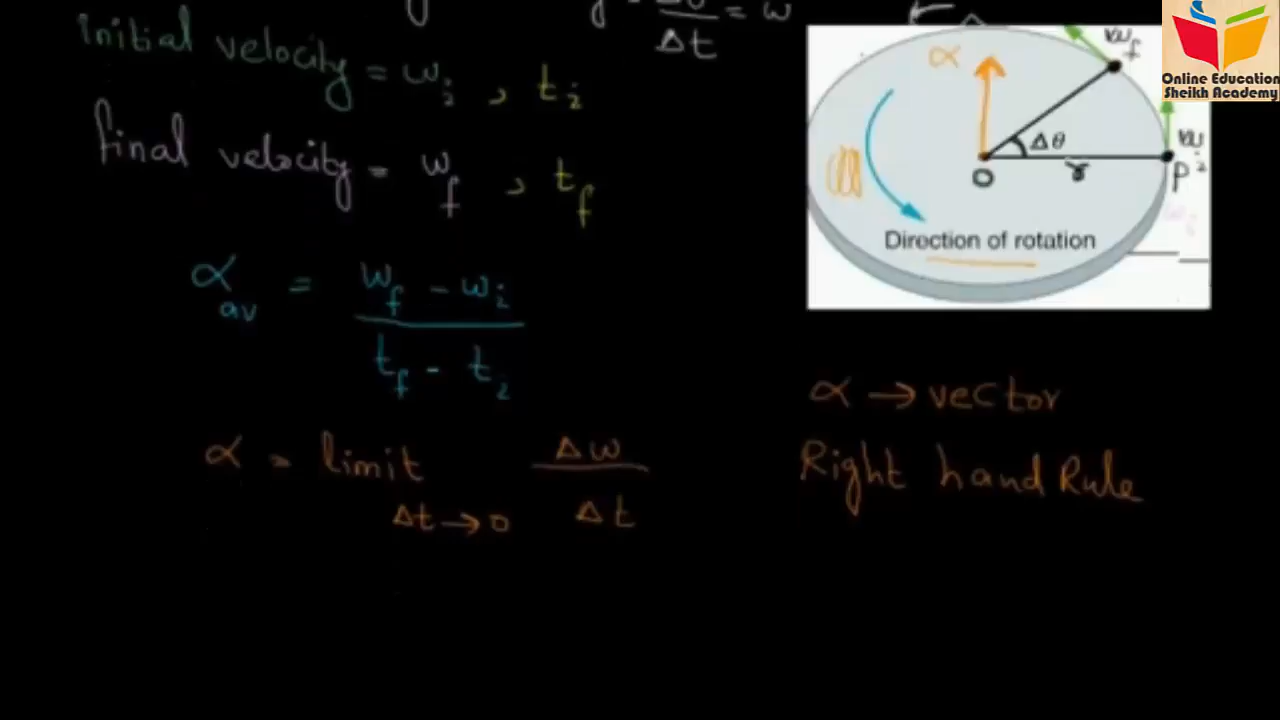 Δt = ω
Initial velocity = ωi , ti
final velocity = ωf , tf
αav = ωf - ωi
tf - ti
α = limit Δω
Δt → 0 Δt
α
ωf
Δθ
ωi
O
r
P
Direction of rotation
α → vector
Right hand Rule
Online Education
Sheikh Academy